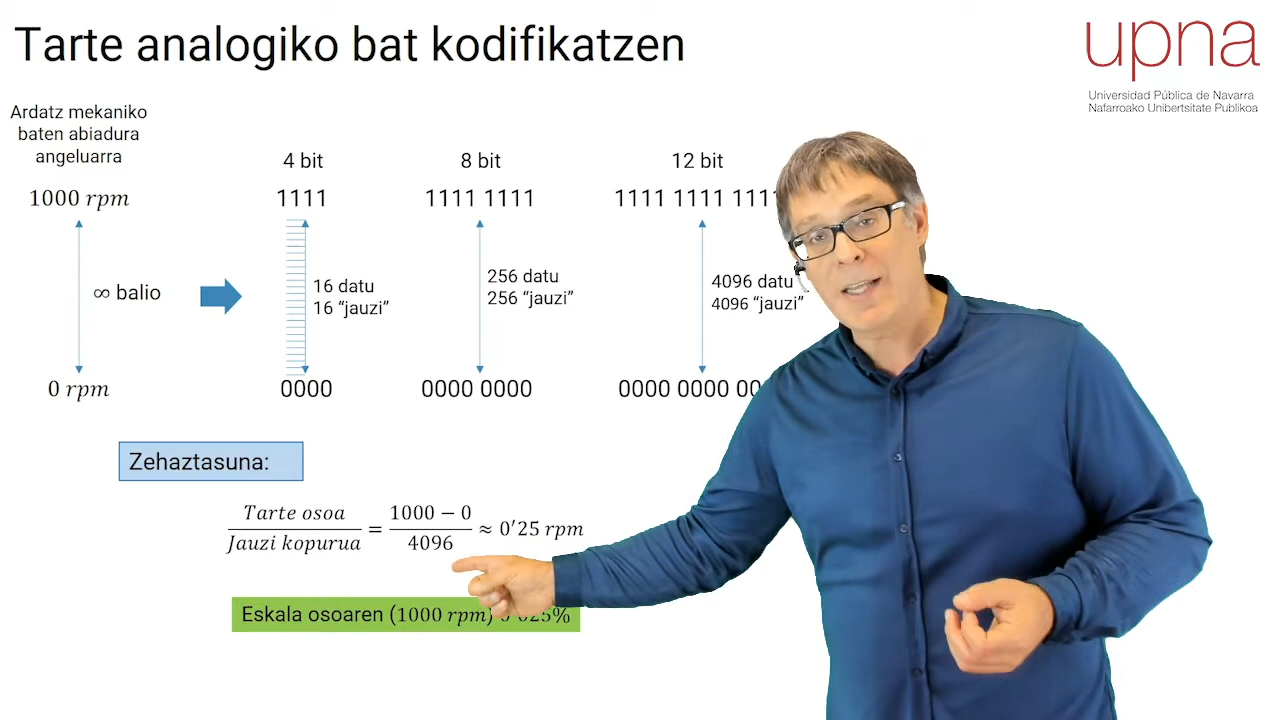 Tarte analogiko bat kodifikatzen
upna
Universidad Pública de Navarra
Nafarroako Unibertsitate Publikoa
Ardatz mekaniko
baten abiadura
angeluarra
1000 rpm
∞ balio
0 rpm
4 bit
1111
16 datu
16 “jauzi”
0000
8 bit
1111 1111
256 datu
256 “jauzi”
0000 0000
12 bit
1111 1111 111
4096 datu
4096 “jauzi”
0000 0000 00
Zehaztasuna:
Tarte osoa / Jauzi kopurua = 1000 − 0 / 4096 ≈ 0′25 rpm
Eskala osoaren (1000 rpm) 0′025%